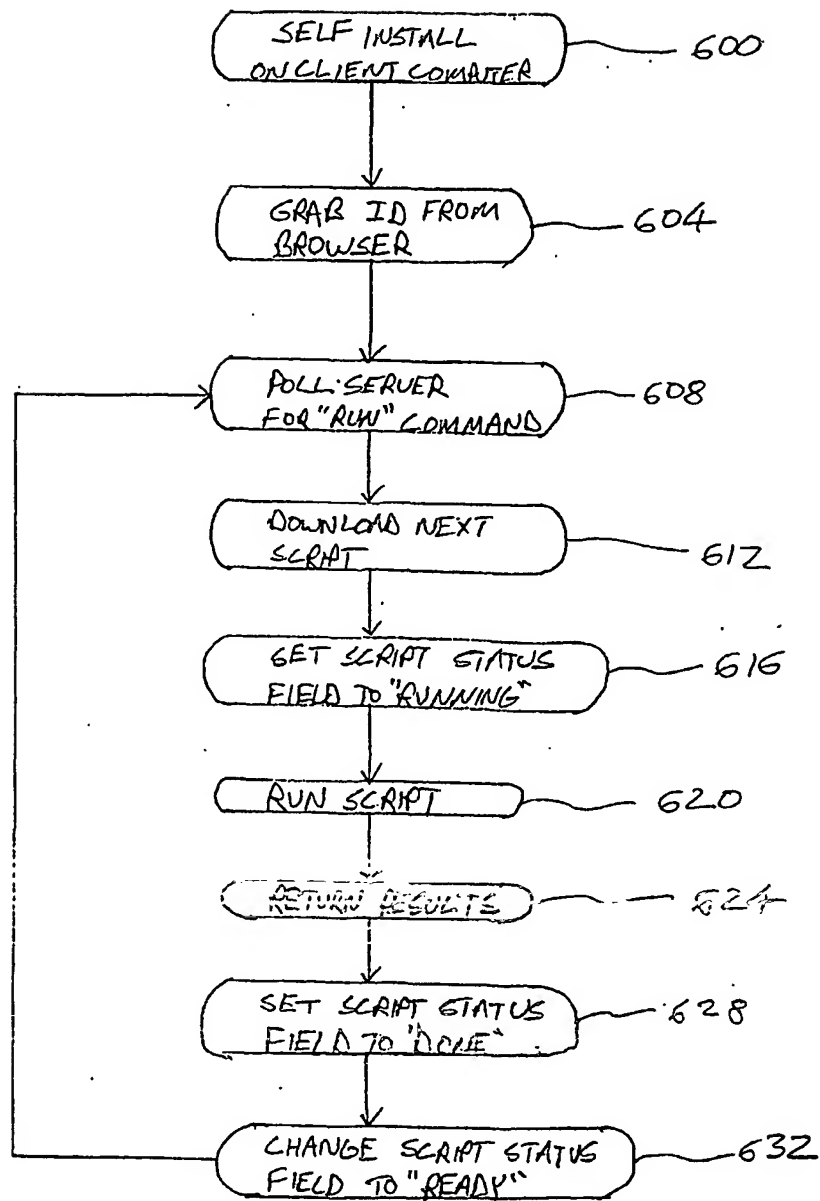 SELF INSTALL
ON CLIENT COMPUTER
600
GRAB ID FROM
BROWSER
604
POLL SERVER
FOR "RUN" COMMAND
608
DOWNLOAD NEXT
SCRIPT
612
SET SCRIPT STATUS
FIELD TO "RUNNING"
616
RUN SCRIPT
620
RETURN RESULTS
624
SET SCRIPT STATUS
FIELD TO "DONE"
628
CHANGE SCRIPT STATUS
FIELD TO "READY"
632